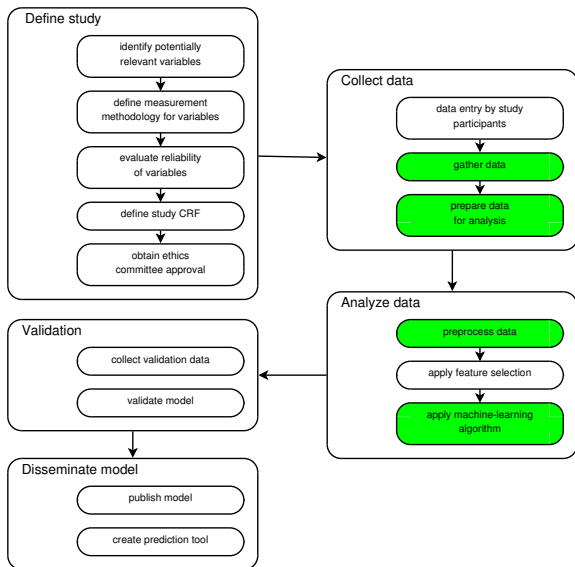 Define study
identify potentially
relevant variables
define measurement
methodology for variables
evaluate reliability
of variables
define study CRF
obtain ethics
committee approval
Collect data
data entry by study
participants
gather data
prepare data
for analysis
Analyze data
preprocess data
apply feature selection
apply machine-learning
algorithm
Validation
collect validation data
validate model
Disseminate model
publish model
create prediction tool